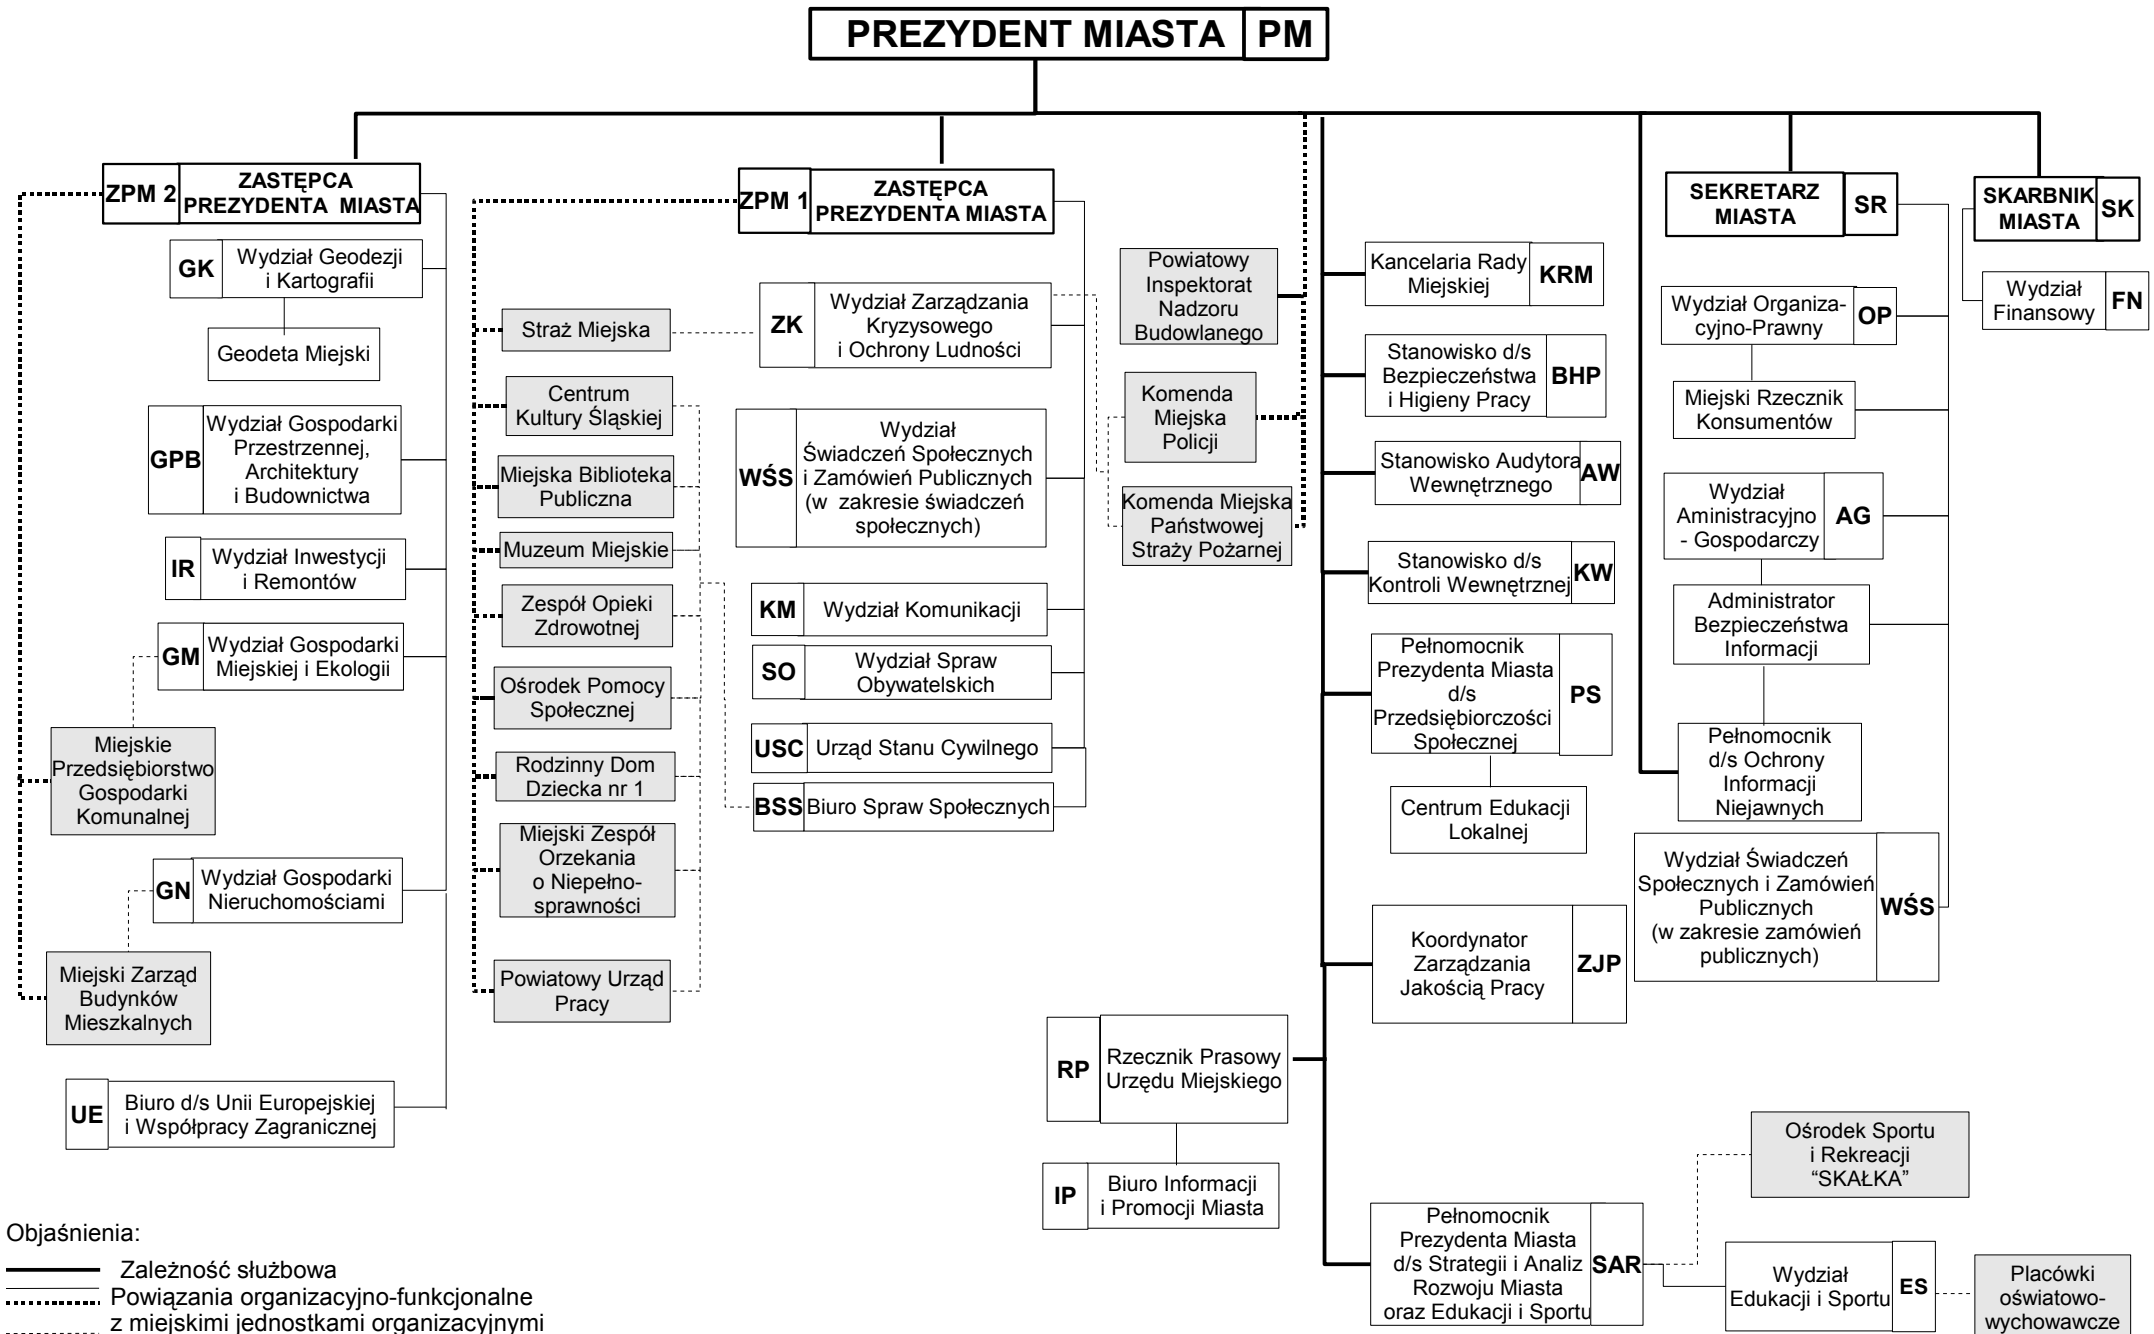 PREZYDENT MIASTA PM
ZPM 2
ZASTĘPCA
PREZYDENTA MIASTA
GK
Wydział Geodezji
i Kartografii
Geodeta Miejski
GPB
Wydział Gospodarki
Przestrzennej,
Architektury
i Budownictwa
IR
Wydział Inwestycji
i Remontów
GM
Wydział Gospodarki
Miejskiej i Ekologii
Miejskie
Przedsiębiorstwo
Gospodarki
Komunalnej
GN
Wydział Gospodarki
Nieruchomościami
Miejski Zarząd
Budynków
Mieszkalnych
UE
Biuro d/s Unii Europejskiej
i Współpracy Zagranicznej
ZPM 1
ZASTĘPCA
PREZYDENTA MIASTA
Straż Miejska
Centrum
Kultury Śląskiej
Miejska Biblioteka
Publiczna
Muzeum Miejskie
Zespół Opieki
Zdrowotnej
Ośrodek Pomocy
Społecznej
Rodzinny Dom
Dziecka nr 1
Miejski Zespół
Orzekania
o Niepełno-
sprawności
Powiatowy Urząd
Pracy
ZK
Wydział Zarządzania
Kryzysowego
i Ochrony Ludności
WŚS
Wydział
Świadczeń Społecznych
i Zamówień Publicznych
(w zakresie świadczeń
społecznych)
KM
Wydział Komunikacji
SO
Wydział Spraw
Obywatelskich
USC
Urząd Stanu Cywilnego
BSS
Biuro Spraw Społecznych
Powiatowy
Inspektorat
Nadzoru
Budowlanego
Komenda
Miejska
Policji
Komenda Miejska
Państwowej
Straży Pożarnej
Kancelaria Rady
Miejskiej
KRM
Stanowisko d/s
Bezpieczeństwa
i Higieny Pracy
BHP
Stanowisko Audytora
Wewnętrznego
AW
Stanowisko d/s
Kontroli Wewnętrznej
KW
Pełnomocnik
Prezydenta Miasta
d/s
Przedsiębiorczości
Społecznej
PS
Centrum Edukacji
Lokalnej
Koordynator
Zarządzania
Jakością Pracy
ZJP
RP
Rzecznik Prasowy
Urzędu Miejskiego
IP
Biuro Informacji
i Promocji Miasta
Pełnomocnik
Prezydenta Miasta
d/s Strategii i Analiz
Rozwoju Miasta
oraz Edukacji i Sportu
SAR
Ośrodek Sportu
i Rekreacji
“SKAŁKA”
Wydział
Edukacji i Sportu
ES
Placówki
oświatowo-
wychowawcze
SEKRETARZ
MIASTA
SR
Wydział Organiza-
cyjno-Prawny
OP
Miejski Rzecznik
Konsumentów
Wydział
Aministracyjno
- Gospodarczy
AG
Administrator
Bezpieczeństwa
Informacji
Pełnomocnik
d/s Ochrony
Informacji
Niejawnych
Wydział Świadczeń
Społecznych i Zamówień
Publicznych
(w zakresie zamówień
publicznych)
WŚS
SKARBNIK
MIASTA
SK
Wydział
Finansowy
FN
Objaśnienia:
Zależność służbowa
Powiązania organizacyjno-funkcjonalne
z miejskimi jednostkami organizacyjnymi